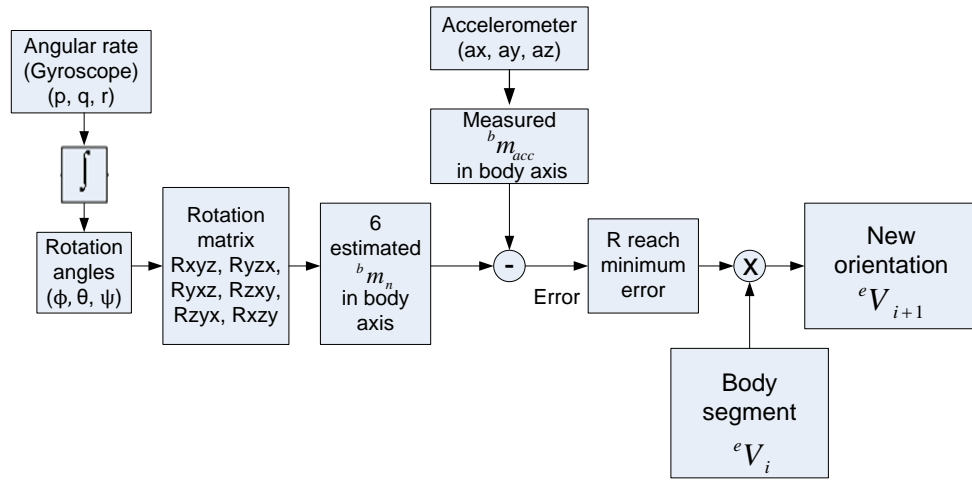 Angular rate
(Gyroscope)
(p, q, r)
∫
Rotation
angles
(ϕ, θ, ψ)
Rotation
matrix
Rxyz, Ryzx,
Ryxz, Rzxy,
Rzyx, Rxzy
6
estimated
ᵇmₙ
in body
axis
Accelerometer
(ax, ay, az)
Measured
ᵇm_acc
in body axis
-
Error
R reach
minimum
error
X
Body
segment
ᵉVᵢ
New
orientation
ᵉVᵢ₊₁